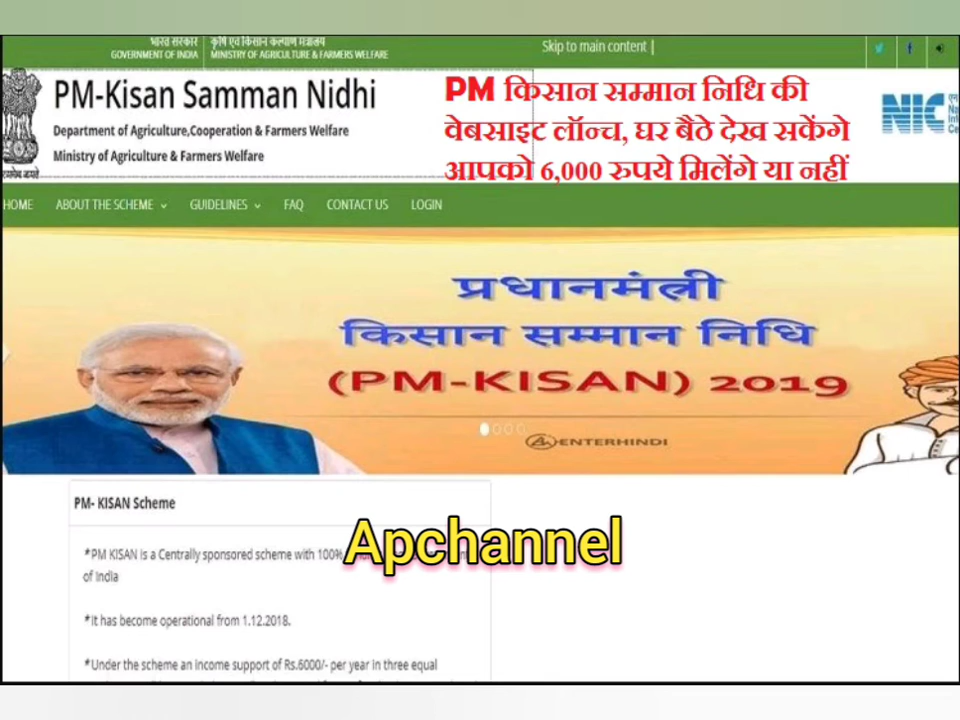 भारत सरकार
GOVERNMENT OF INDIA
कृषि एवं किसान कल्याण मंत्रालय
MINISTRY OF AGRICULTURE & FARMERS WELFARE
Skip to main content |
PM-Kisan Samman Nidhi
Department of Agriculture,Cooperation & Farmers Welfare
Ministry of Agriculture & Farmers Welfare
PM किसान सम्मान निधि की
वेबसाइट लॉन्च, घर बैठे देख सकेंगे
आपको 6,000 रुपये मिलेंगे या नहीं
NIC
HOME ABOUT THE SCHEME GUIDELINES FAQ CONTACT US LOGIN
प्रधानमंत्री
किसान सम्मान निधि
(PM-KISAN) 2019
ENTERHINDI
PM- KISAN Scheme
*PM KISAN is a Centrally sponsored scheme with 100%
of India
Apchannel
*It has become operational from 1.12.2018.
*Under the scheme an income support of Rs.6000/- per year in three equal